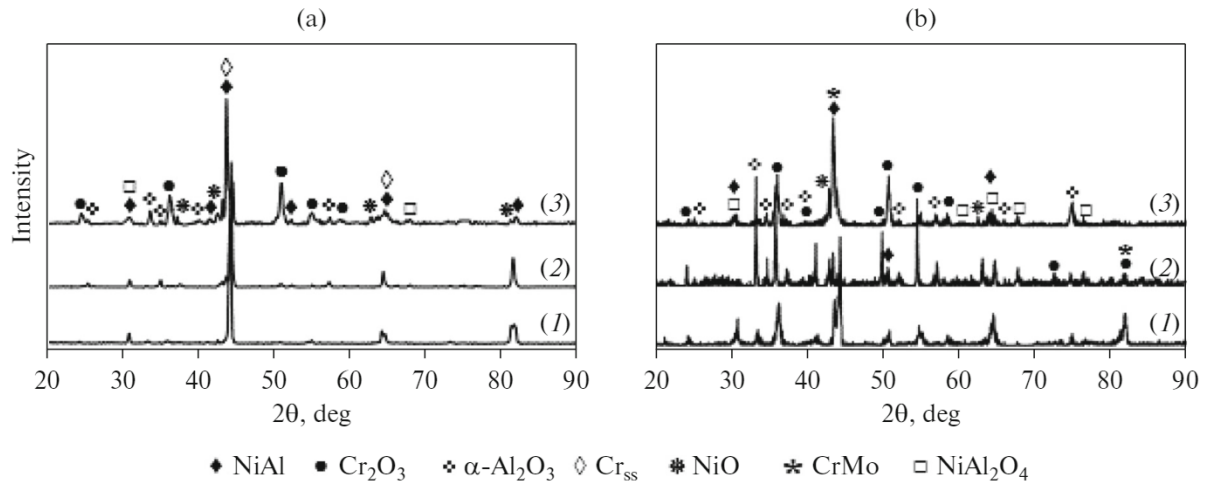 (a)
(b)
Intensity
(3)
(2)
(1)
(3)
(2)
(1)
20 30 40 50 60 70 80 90
20 30 40 50 60 70 80 90
2θ, deg
2θ, deg
NiAl Cr₂O₃ α-Al₂O₃ Crss NiO CrMo NiAl₂O₄